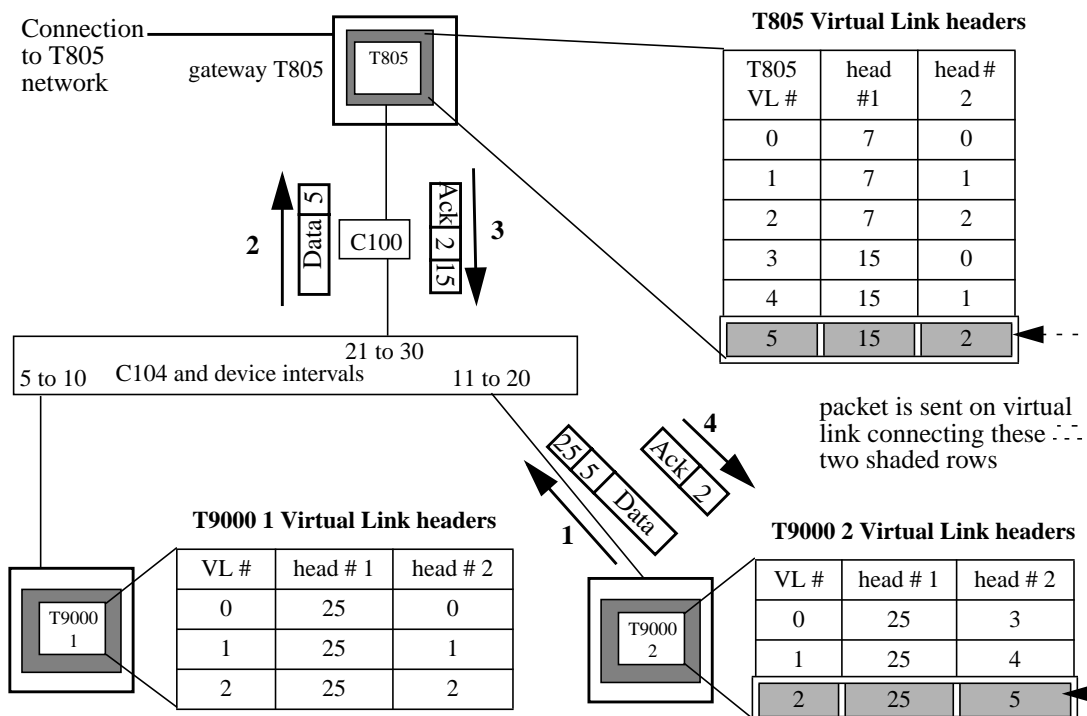 Connection
to T805
network
gateway T805
T805
T805 Virtual Link headers
T805 VL # head #1 head # 2
0 7 0
1 7 1
2 7 2
3 15 0
4 15 1
5 15 2
2
Data 5
C100
Ack 2 15
3
21 to 30
5 to 10 C104 and device intervals 11 to 20
packet is sent on virtual
link connecting these
two shaded rows
25 5 Data
1
Ack 2
4
T9000 1 Virtual Link headers
T9000
1
VL # head # 1 head # 2
0 25 0
1 25 1
2 25 2
T9000 2 Virtual Link headers
T9000
2
VL # head # 1 head # 2
0 25 3
1 25 4
2 25 5